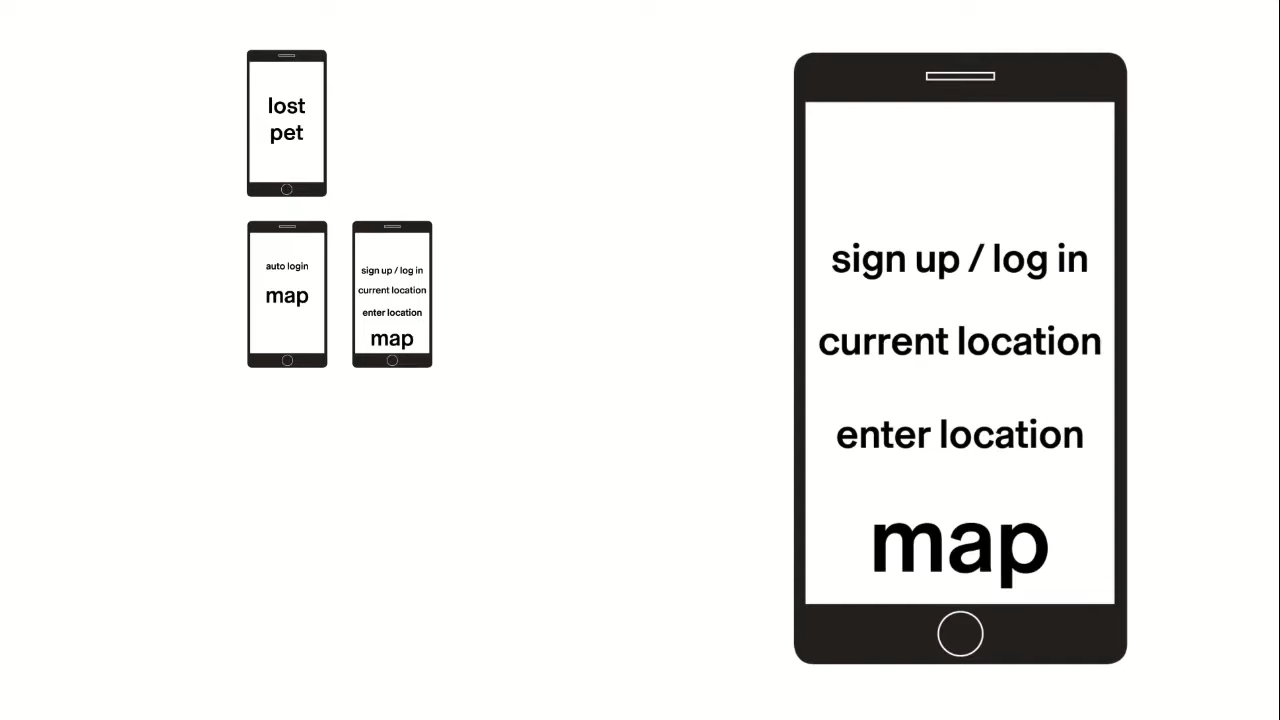 lost
pet
auto login
map
sign up / log in
current location
enter location
map
sign up / log in
current location
enter location
map